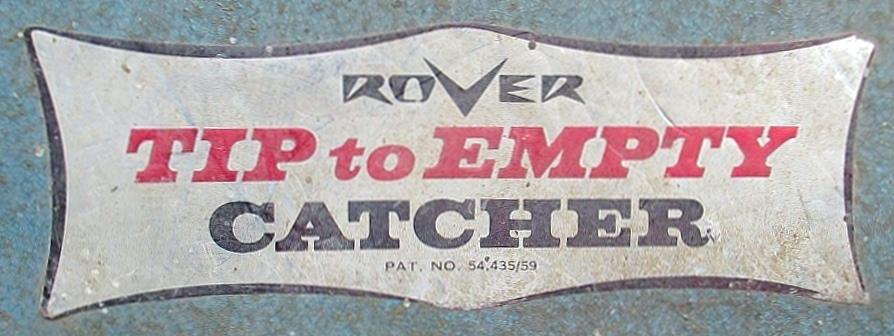 ROVER
TIP to EMPTY
CATCHER
PAT. NO. 54,435/59